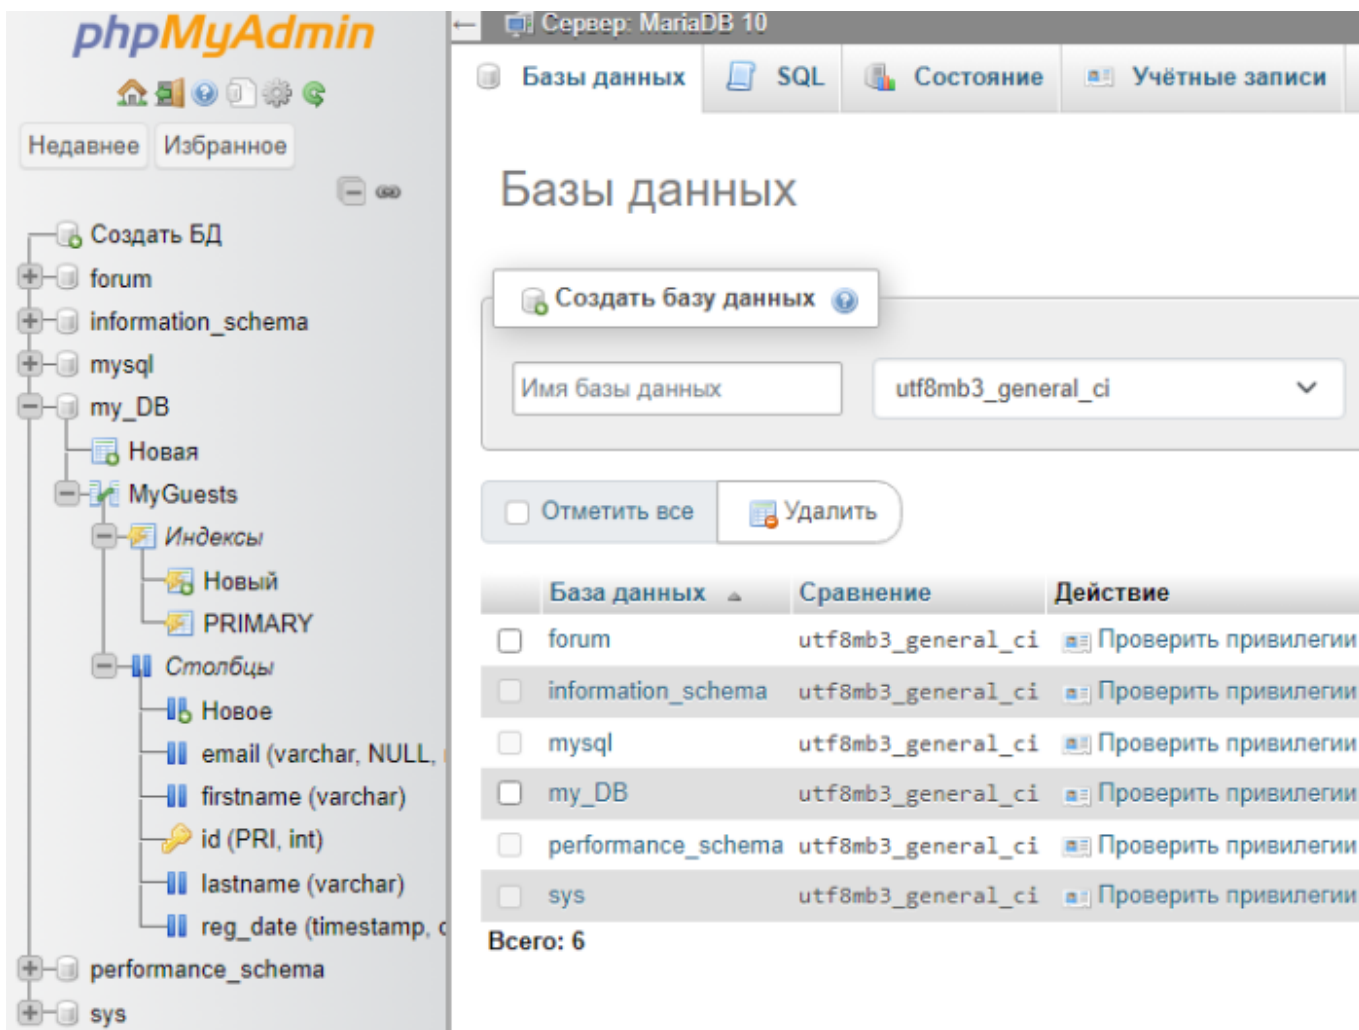 phpMyAdmin
Недавнее Избранное
Создать БД
forum
information_schema
mysql
my_DB
Новая
MyGuests
Индексы
Новый
PRIMARY
Столбцы
Новое
email (varchar, NULL,
firstname (varchar)
id (PRI, int)
lastname (varchar)
reg_date (timestamp,
performance_schema
sys
Сервер: MariaDB 10
Базы данных SQL Состояние Учётные записи
Базы данных
Создать базу данных
Имя базы данных utf8mb3_general_ci
Отметить все Удалить
База данных Сравнение Действие
forum utf8mb3_general_ci Проверить привилегии
information_schema utf8mb3_general_ci Проверить привилегии
mysql utf8mb3_general_ci Проверить привилегии
my_DB utf8mb3_general_ci Проверить привилегии
performance_schema utf8mb3_general_ci Проверить привилегии
sys utf8mb3_general_ci Проверить привилегии
Всего: 6